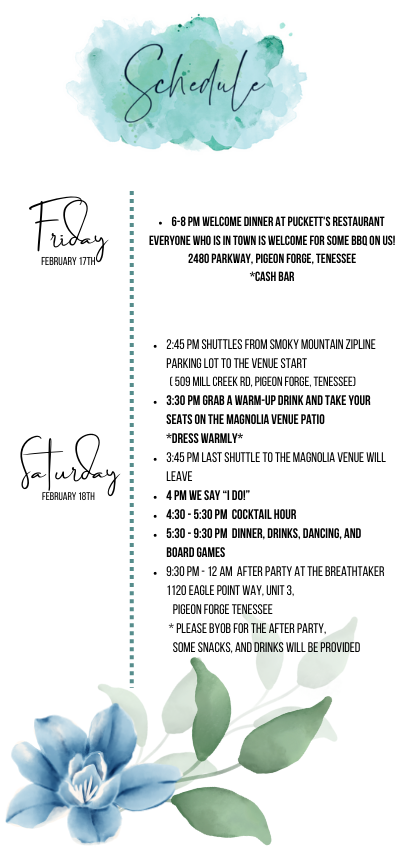 Schedule
Friday
FEBRUARY 17TH
• 6-8 PM WELCOME DINNER AT PUCKETT'S RESTAURANT
EVERYONE WHO IS IN TOWN IS WELCOME FOR SOME BBQ ON US!
2480 PARKWAY, PIGEON FORGE, TENESSEE
*CASH BAR
Saturday
FEBRUARY 18TH
• 2:45 PM SHUTTLES FROM SMOKY MOUNTAIN ZIPLINE
PARKING LOT TO THE VENUE START
( 509 MILL CREEK RD, PIGEON FORGE, TENESSEE)
• 3:30 PM GRAB A WARM-UP DRINK AND TAKE YOUR
SEATS ON THE MAGNOLIA VENUE PATIO
*DRESS WARMLY*
• 3:45 PM LAST SHUTTLE TO THE MAGNOLIA VENUE WILL
LEAVE
• 4 PM WE SAY “I DO!”
• 4:30 - 5:30 PM COCKTAIL HOUR
• 5:30 - 9:30 PM DINNER, DRINKS, DANCING, AND
BOARD GAMES
• 9:30 PM - 12 AM AFTER PARTY AT THE BREATHTAKER
1120 EAGLE POINT WAY, UNIT 3,
PIGEON FORGE TENESSEE
* PLEASE BYOB FOR THE AFTER PARTY,
SOME SNACKS, AND DRINKS WILL BE PROVIDED